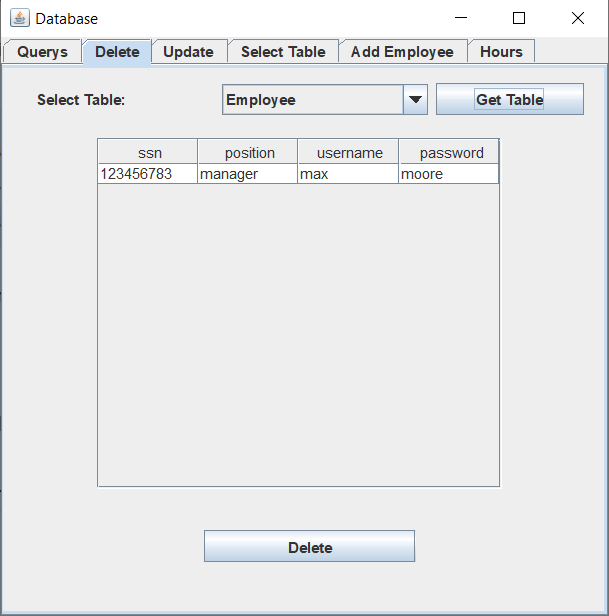 Database
Querys Delete Update Select Table Add Employee Hours
Select Table: Employee Get Table
ssn position username password
123456783 manager max moore
Delete